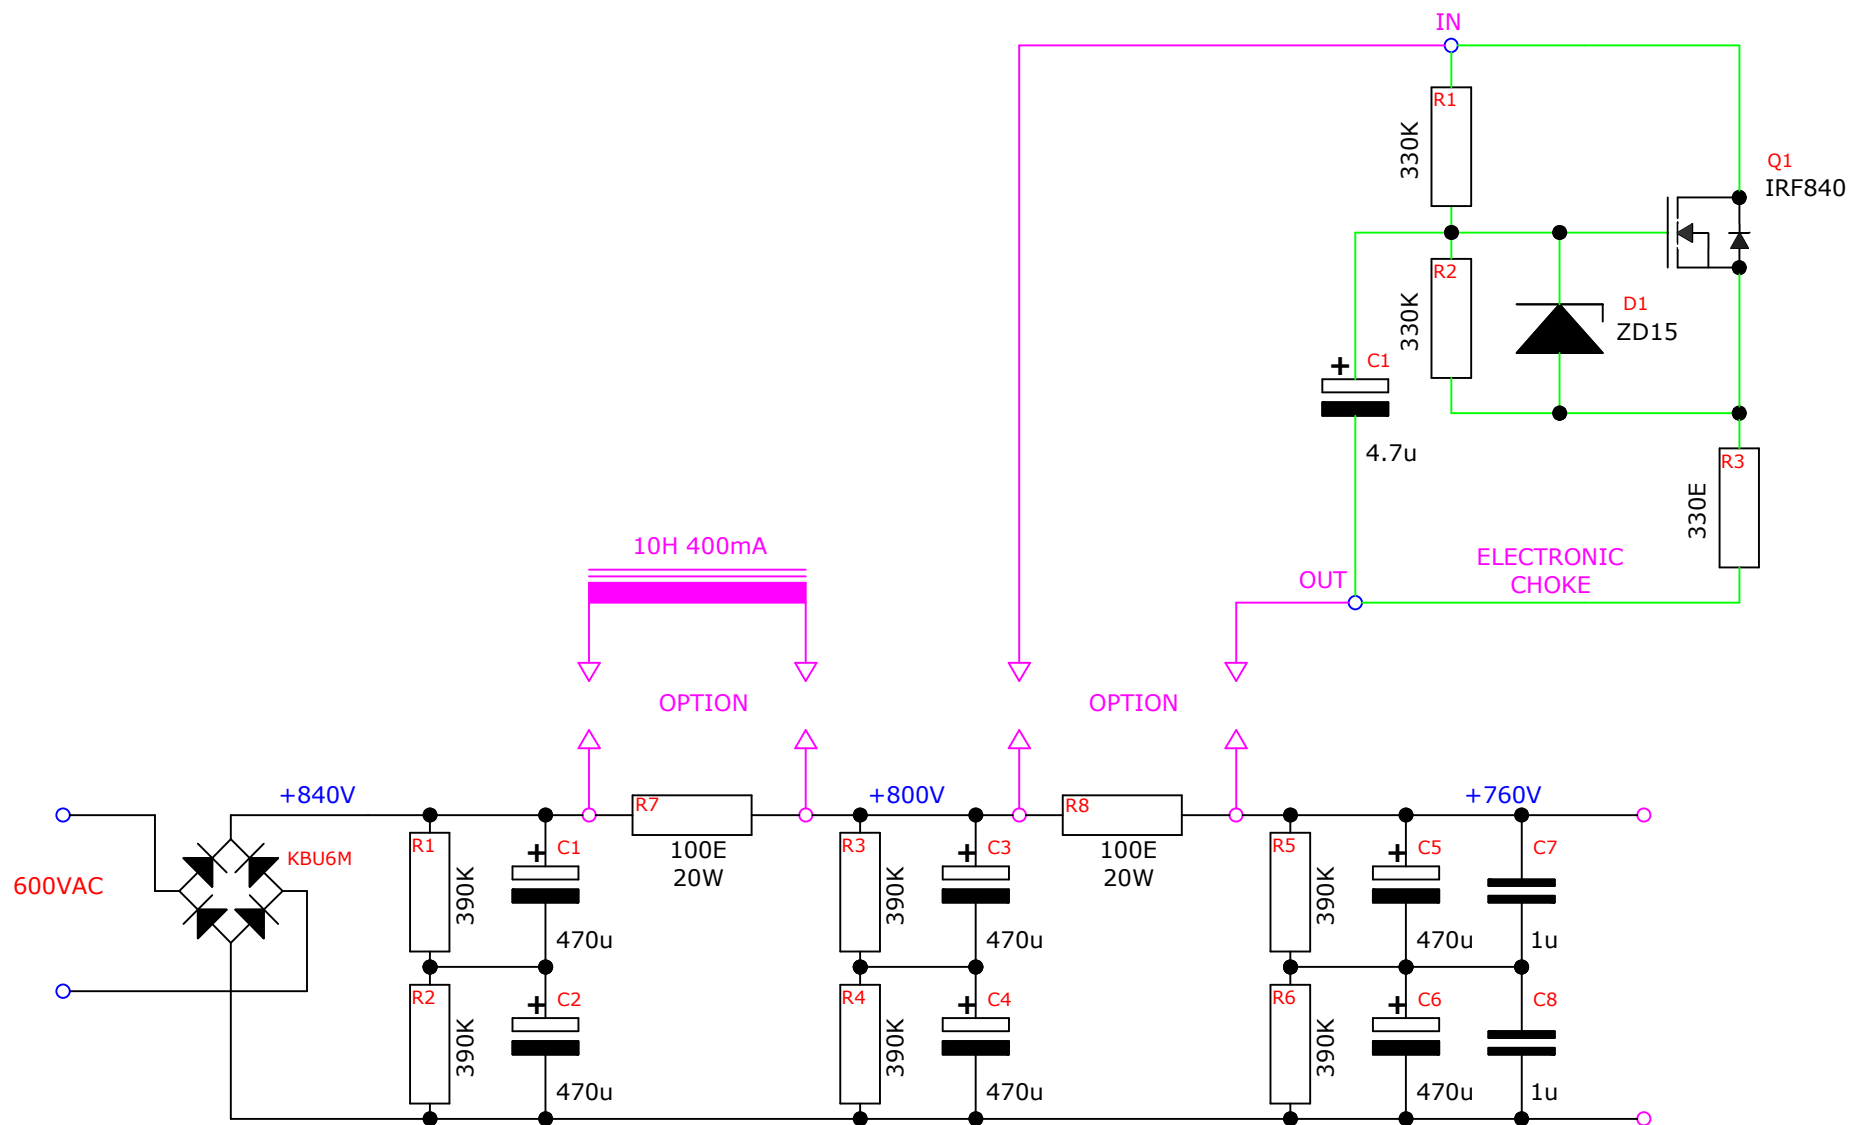 IN
R1
330K
Q1
IRF840
R2
330K
D1
ZD15
+
C1
4.7u
R3
330E
10H 400mA
ELECTRONIC
CHOKE
OUT
OPTION
OPTION
+840V
+800V
+760V
600VAC
KBU6M
R1
390K
+
C1
470u
R7
100E
20W
R3
390K
+
C3
470u
R8
100E
20W
R5
390K
+
C5
470u
C7
1u
R2
390K
+
C2
470u
R4
390K
+
C4
470u
R6
390K
+
C6
470u
C8
1u